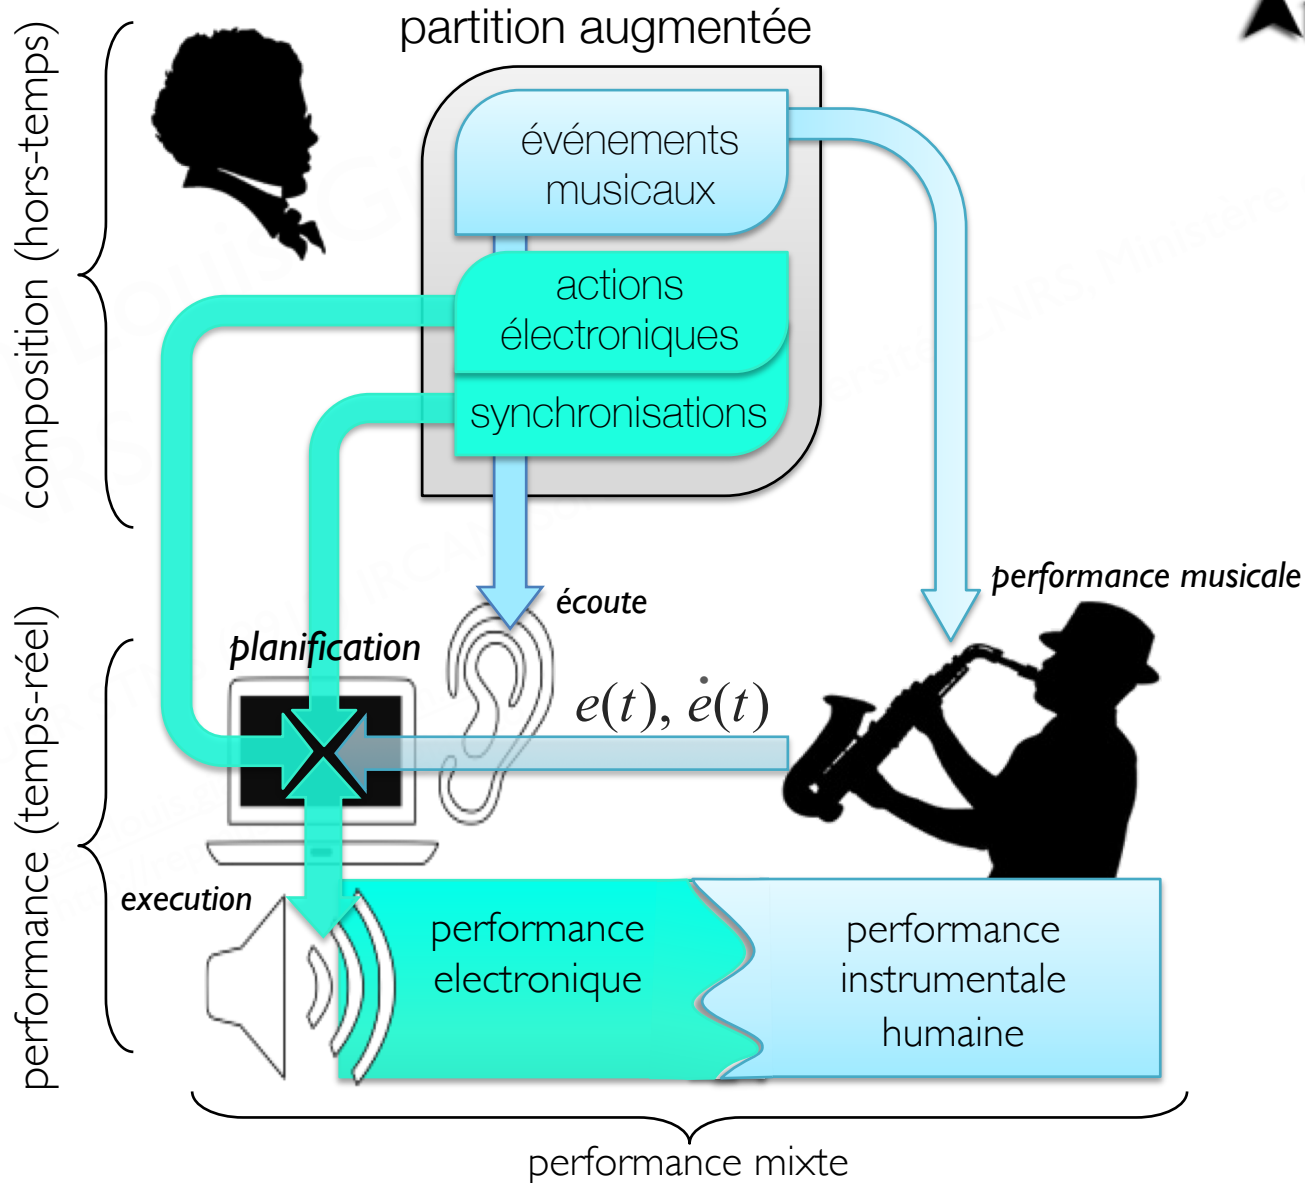 partition augmentée
composition (hors-temps)
événements
musicaux
actions
électroniques
synchronisations
performance musicale
écoute
planification
e(t), ė(t)
performance (temps-réel)
execution
performance
electronique
performance
instrumentale
humaine
performance mixte